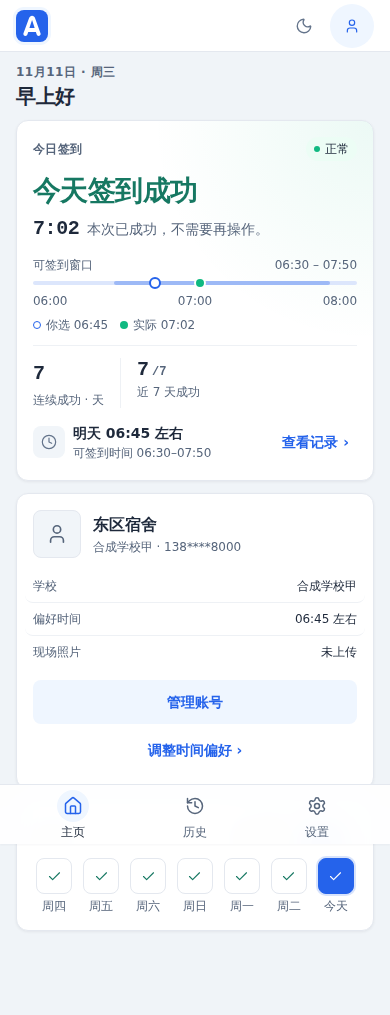 A
11月11日 · 周三
早上好
今日签到
正常
今天签到成功
7:02 本次已成功，不需要再操作。
可签到窗口 06:30 – 07:50
06:00 07:00 08:00
你选 06:45 实际 07:02
7
连续成功 · 天
7 /7
近 7 天成功
明天 06:45 左右
可签到时间 06:30–07:50
查看记录 ›
东区宿舍
合成学校甲 · 138****8000
学校 合成学校甲
偏好时间 06:45 左右
现场照片 未上传
管理账号
调整时间偏好 ›
主页 历史 设置
周四 周五 周六 周日 周一 周二 今天